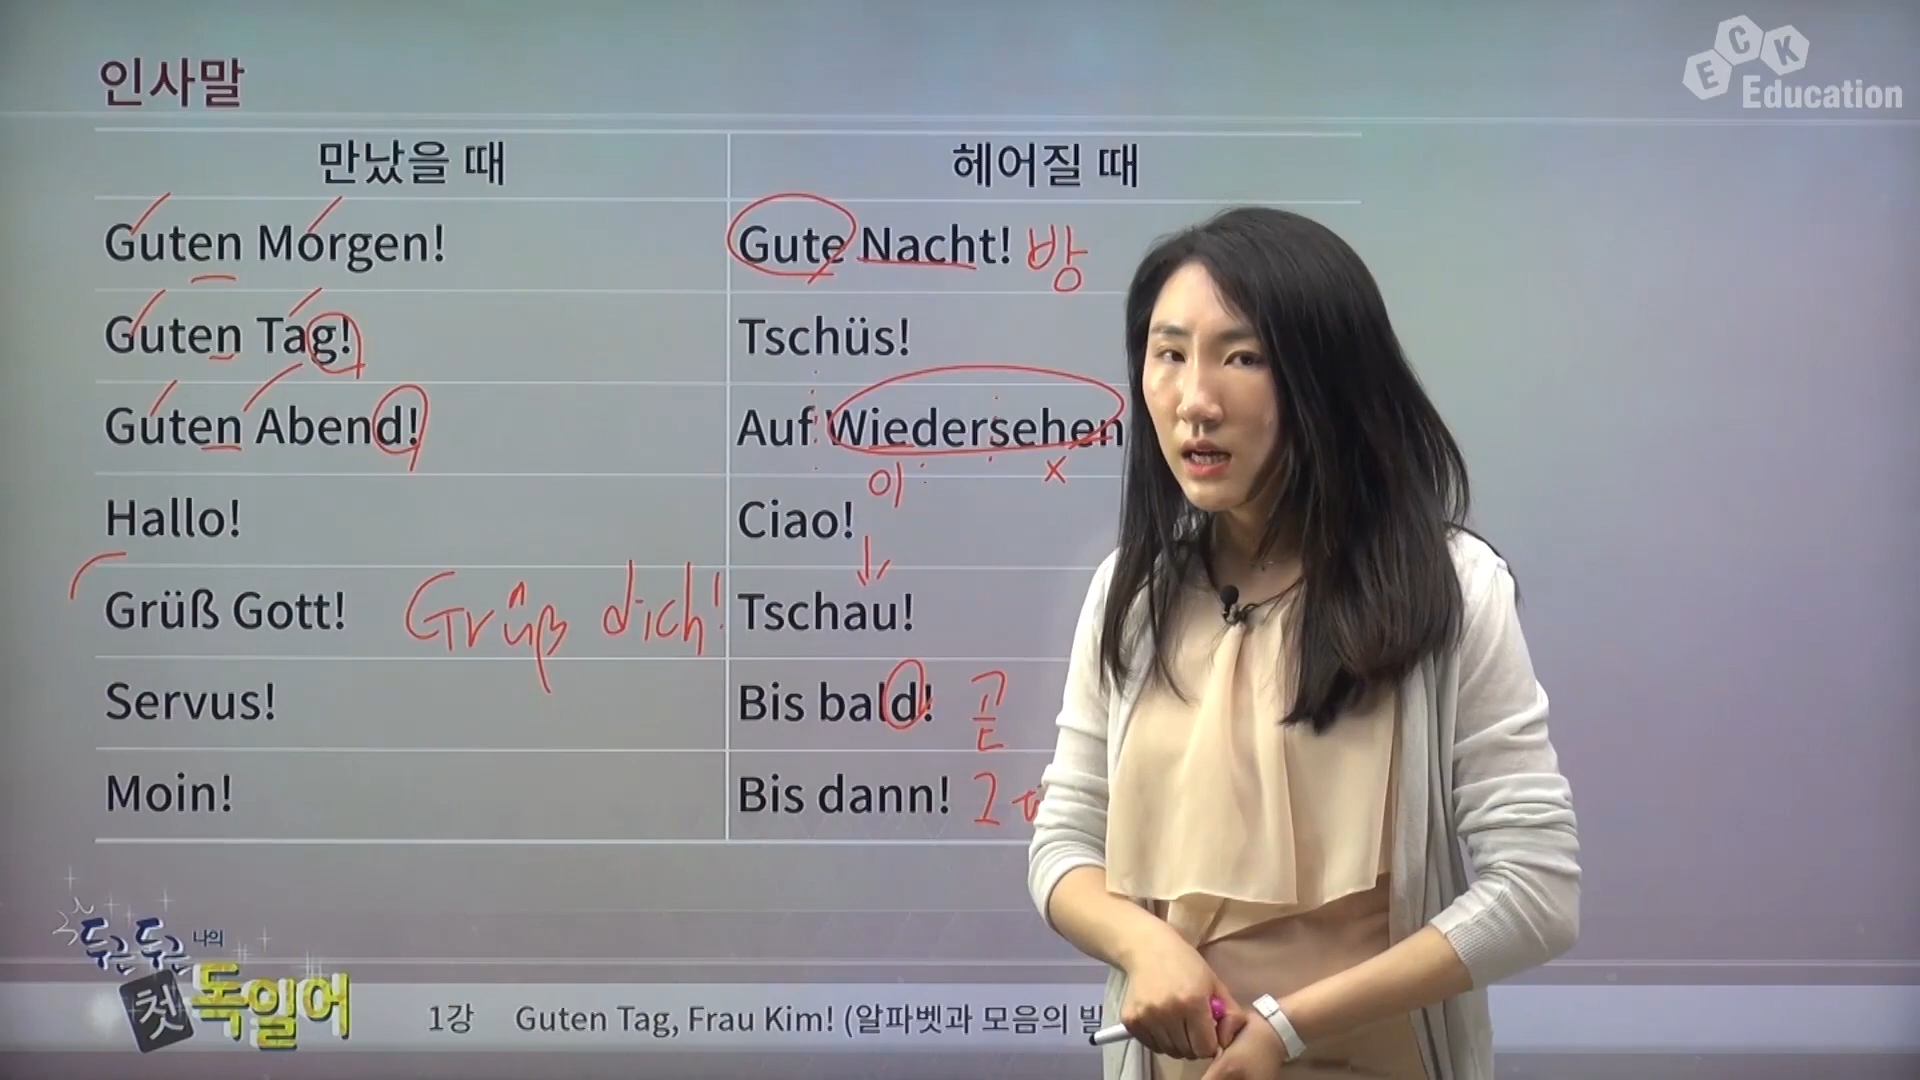 ECK
Education
인사말
만났을 때
헤어질 때
Guten Morgen!
Gute Nacht! 밤
Guten Tag!
Tschüs!
Guten Abend!
Auf Wiedersehen
이 x
Hallo!
Ciao!
Grüß Gott! Grüß dich!
Tschau!
Servus!
Bis bald! 곧
Moin!
Bis dann!
두근두근 나의
첫 독일어
1강 Guten Tag, Frau Kim! (알파벳과 모음의